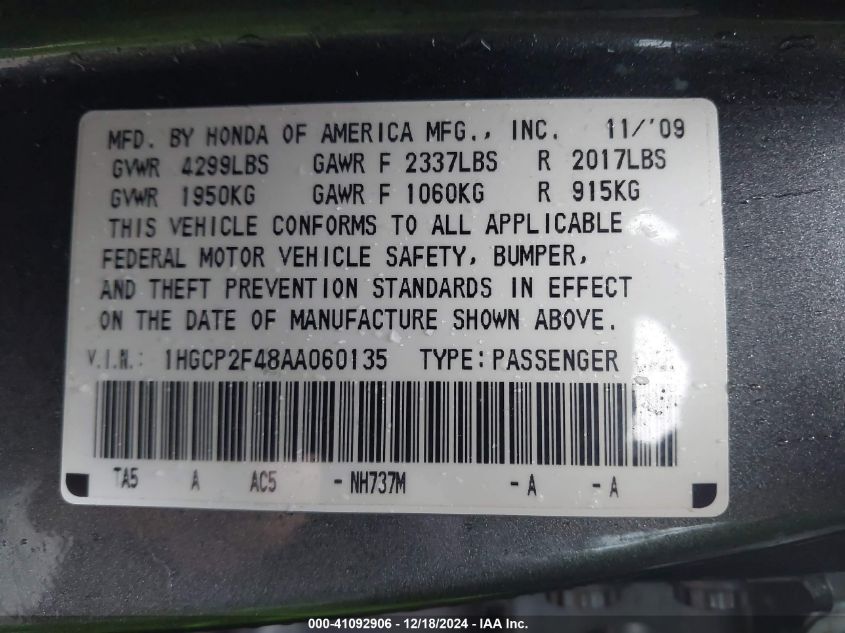 MFD. BY HONDA OF AMERICA MFG., INC. 11/'09
GVWR 4299LBS GAWR F 2337LBS R 2017LBS
GVWR 1950KG GAWR F 1060KG R 915KG
THIS VEHICLE CONFORMS TO ALL APPLICABLE
FEDERAL MOTOR VEHICLE SAFETY, BUMPER,
AND THEFT PREVENTION STANDARDS IN EFFECT
ON THE DATE OF MANUFACTURE SHOWN ABOVE.
V.I.N.: 1HGCP2F48AA060135 TYPE:PASSENGER
TA5 A AC5 - NH737M - A - A
000-41092906 - 12/18/2024 - IAA Inc.